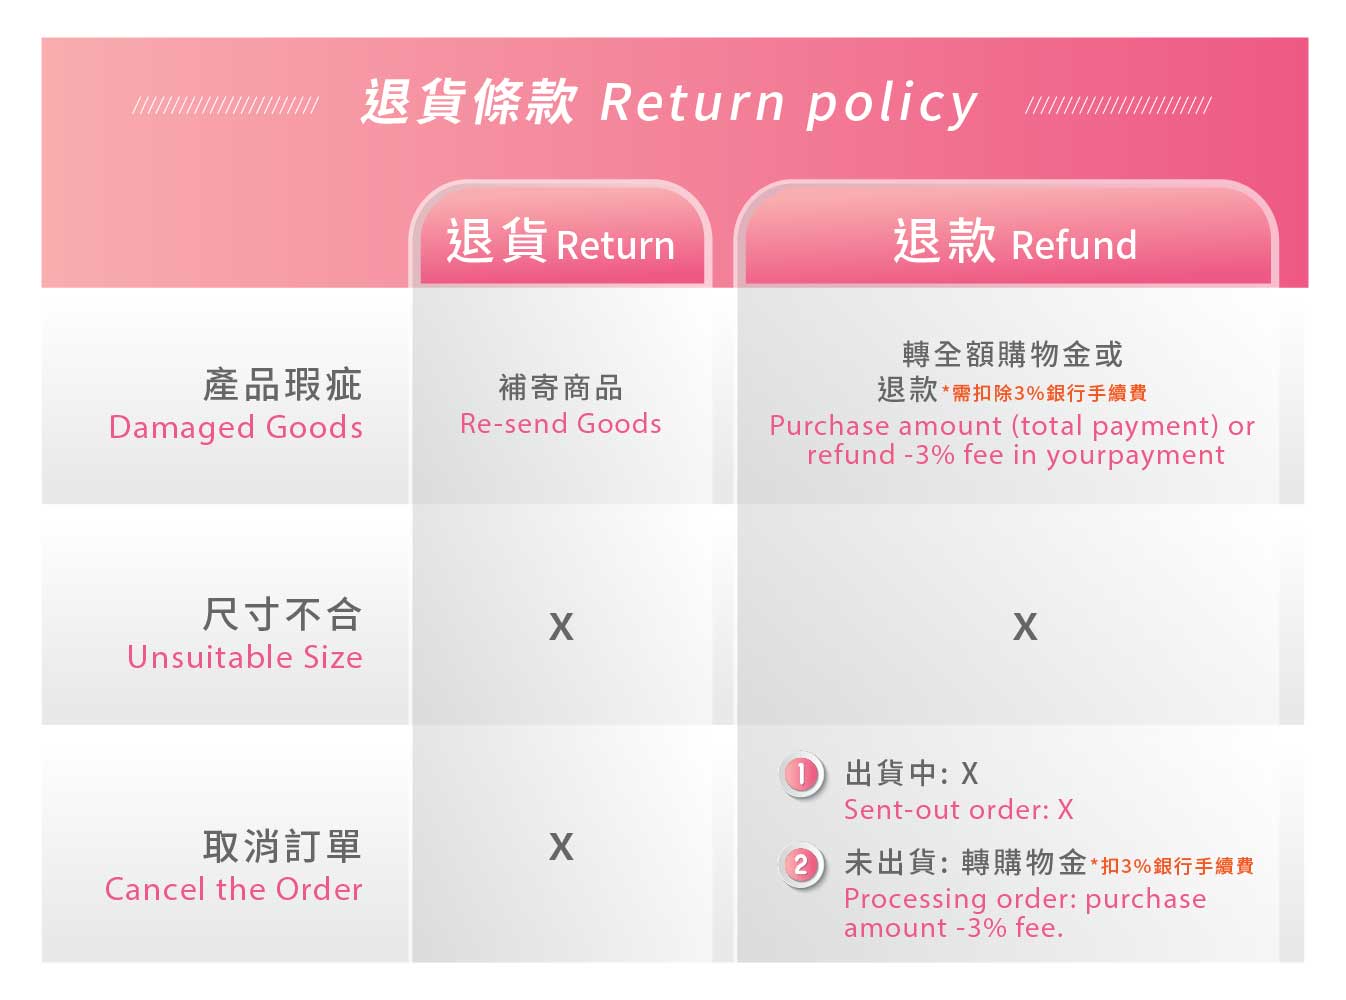 退貨條款 Return policy
退貨 Return
退款 Refund
產品瑕疵
Damaged Goods
補寄商品
Re-send Goods
轉全額購物金或
退款 *需扣除3%銀行手續費
Purchase amount (total payment) or
refund -3% fee in yourpayment
尺寸不合
Unsuitable Size
X
X
取消訂單
Cancel the Order
X
1 出貨中: X
Sent-out order: X
2 未出貨: 轉購物金 *扣3%銀行手續費
Processing order: purchase
amount -3% fee.